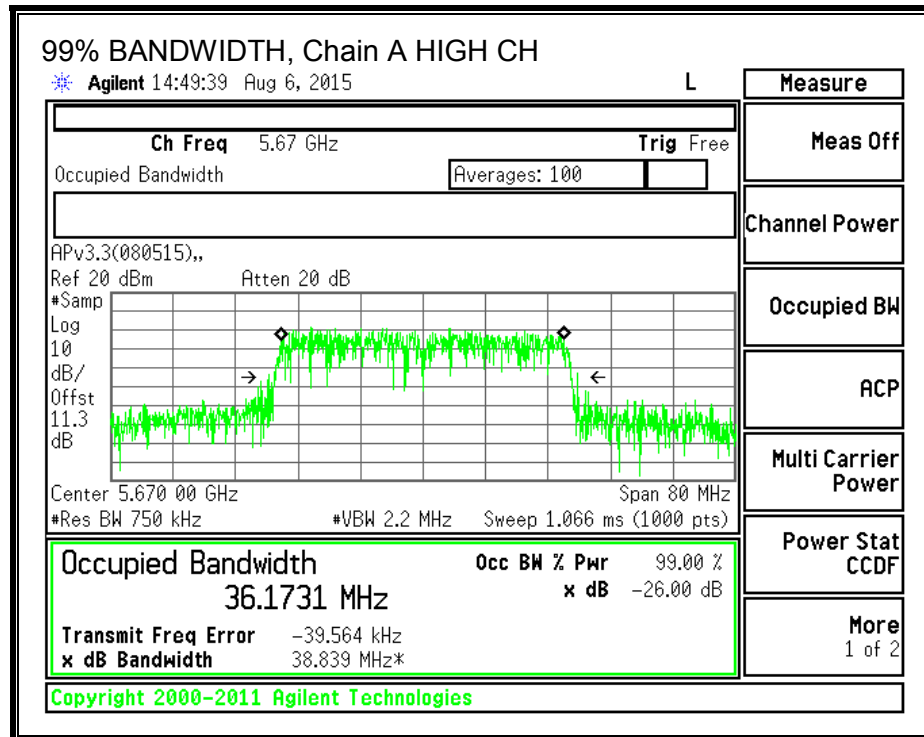 99% BANDWIDTH, Chain A HIGH CH
Agilent 14:49:39 Aug 6, 2015 L
Measure
Ch Freq 5.67 GHz Trig Free
Occupied Bandwidth Averages: 100
Meas Off
Channel Power
Occupied BW
ACP
Multi Carrier
Power
Power Stat
CCDF
More
1 of 2
APv3.3(080515),,
Ref 20 dBm Atten 20 dB
#Samp
Log
10
dB/
Offst
11.3
dB
Center 5.670 00 GHz Span 80 MHz
#Res BW 750 kHz #VBW 2.2 MHz Sweep 1.066 ms (1000 pts)
Occupied Bandwidth Occ BW % Pwr 99.00 %
36.1731 MHz x dB -26.00 dB
Transmit Freq Error -39.564 kHz
x dB Bandwidth 38.839 MHz*
Copyright 2000-2011 Agilent Technologies